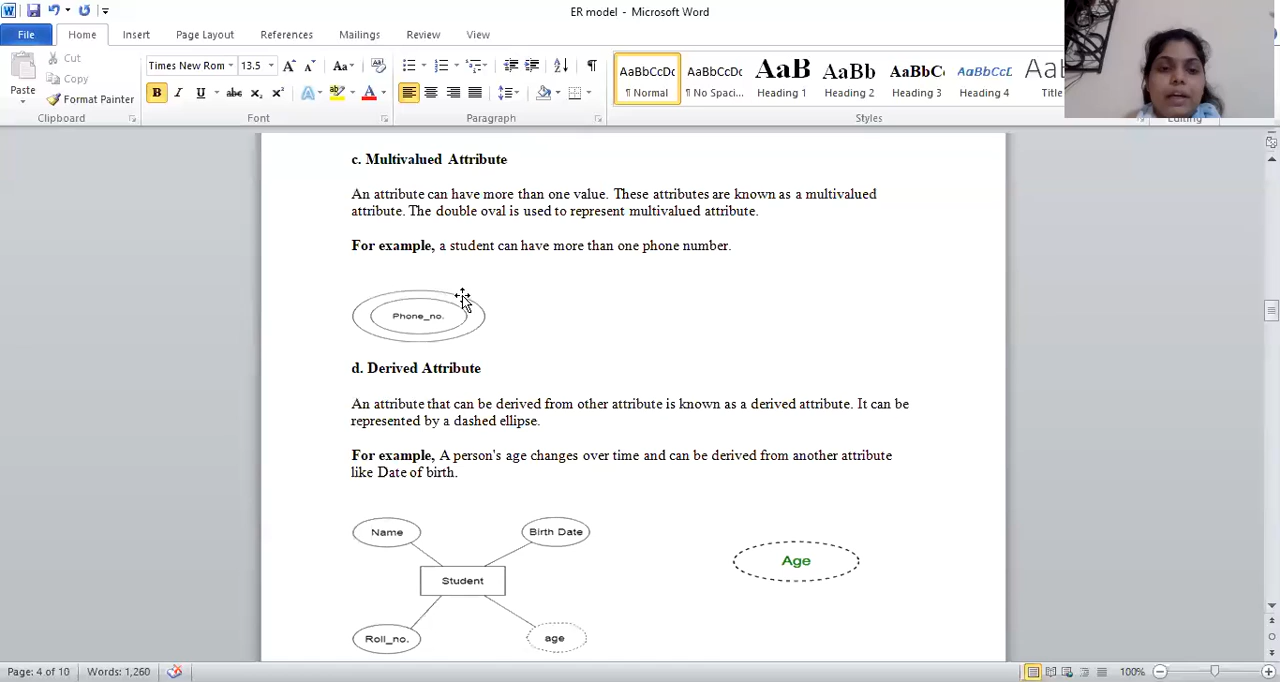 ER model - Microsoft Word
File Home Insert Page Layout References Mailings Review View
Paste
Cut
Copy
Format Painter
Clipboard
Times New Rom 13.5
Font
Paragraph
AaBbCcDc AaBbCcDc AaB AaBb AaBbC AaBbCcD Aa
¶ Normal ¶ No Spaci... Heading 1 Heading 2 Heading 3 Heading 4 Title
Styles
Editing
c. Multivalued Attribute
An attribute can have more than one value. These attributes are known as a multivalued
attribute. The double oval is used to represent multivalued attribute.
For example, a student can have more than one phone number.
Phone_no.
d. Derived Attribute
An attribute that can be derived from other attribute is known as a derived attribute. It can be
represented by a dashed ellipse.
For example, A person's age changes over time and can be derived from another attribute
like Date of birth.
Name Birth Date
Age
Student
Roll_no. age
Page: 4 of 10 Words: 1,260 100%